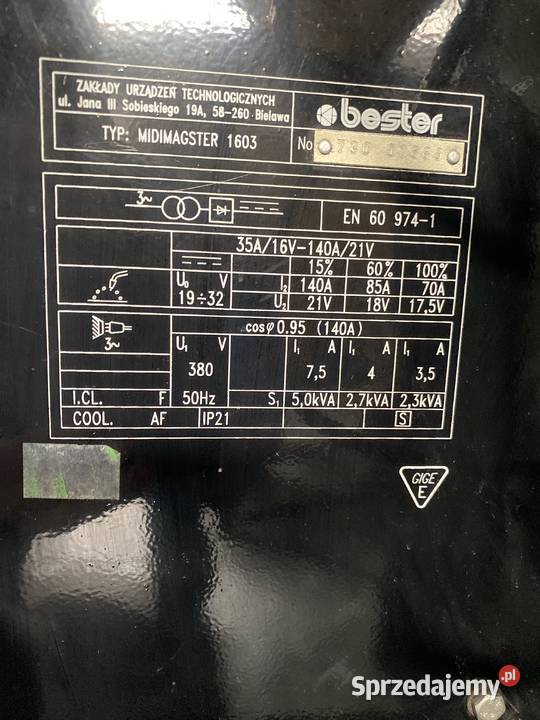 ZAKŁADY URZĄDZEŃ TECHNOLOGICZNYCH
ul. Jana III Sobieskiego 19A, 58-260 Bielawa
bester
TYP: MIDIMAGSTER 1603
No
3~
EN 60 974-1
35A/16V-140A/21V
15% 60% 100%
U₀ V
19÷32
I₂ 140A 85A 70A
U₂ 21V 18V 17,5V
cosφ 0.95 (140A)
3~
U₁ V
380
I₁ A I₁ A I₁ A
7,5 4 3,5
I.CL. F 50Hz S₁ 5,0kVA 2,7kVA 2,3kVA
COOL. AF IP21 S
GIGE
E
Sprzedajemy.pl